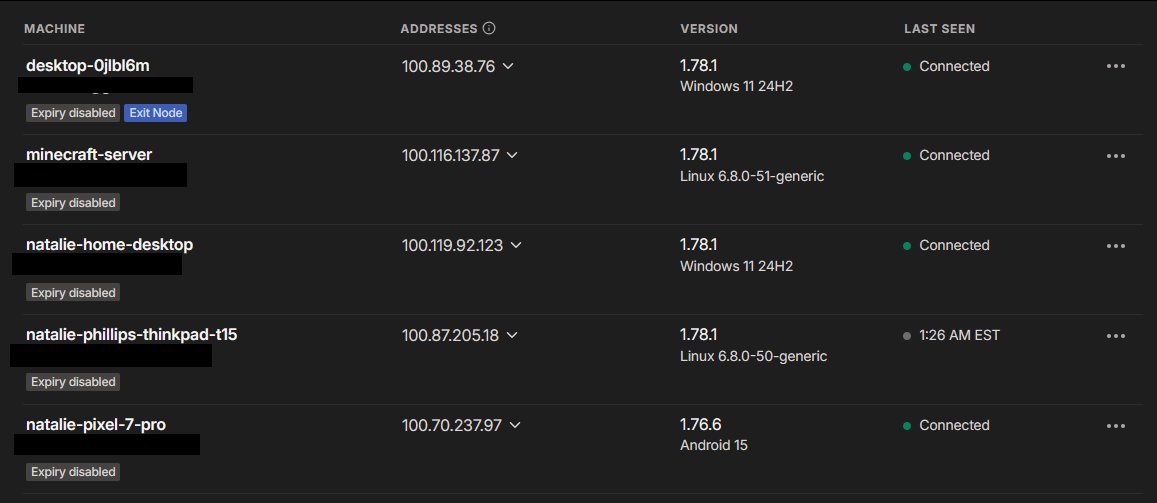 MACHINE ADDRESSES VERSION LAST SEEN
desktop-0jlbl6m 100.89.38.76 1.78.1 Connected
Windows 11 24H2
Expiry disabled Exit Node
minecraft-server 100.116.137.87 1.78.1 Connected
Linux 6.8.0-51-generic
Expiry disabled
natalie-home-desktop 100.119.92.123 1.78.1 Connected
Windows 11 24H2
Expiry disabled
natalie-phillips-thinkpad-t15 100.87.205.18 1.78.1 1:26 AM EST
Linux 6.8.0-50-generic
Expiry disabled
natalie-pixel-7-pro 100.70.237.97 1.76.6 Connected
Android 15
Expiry disabled